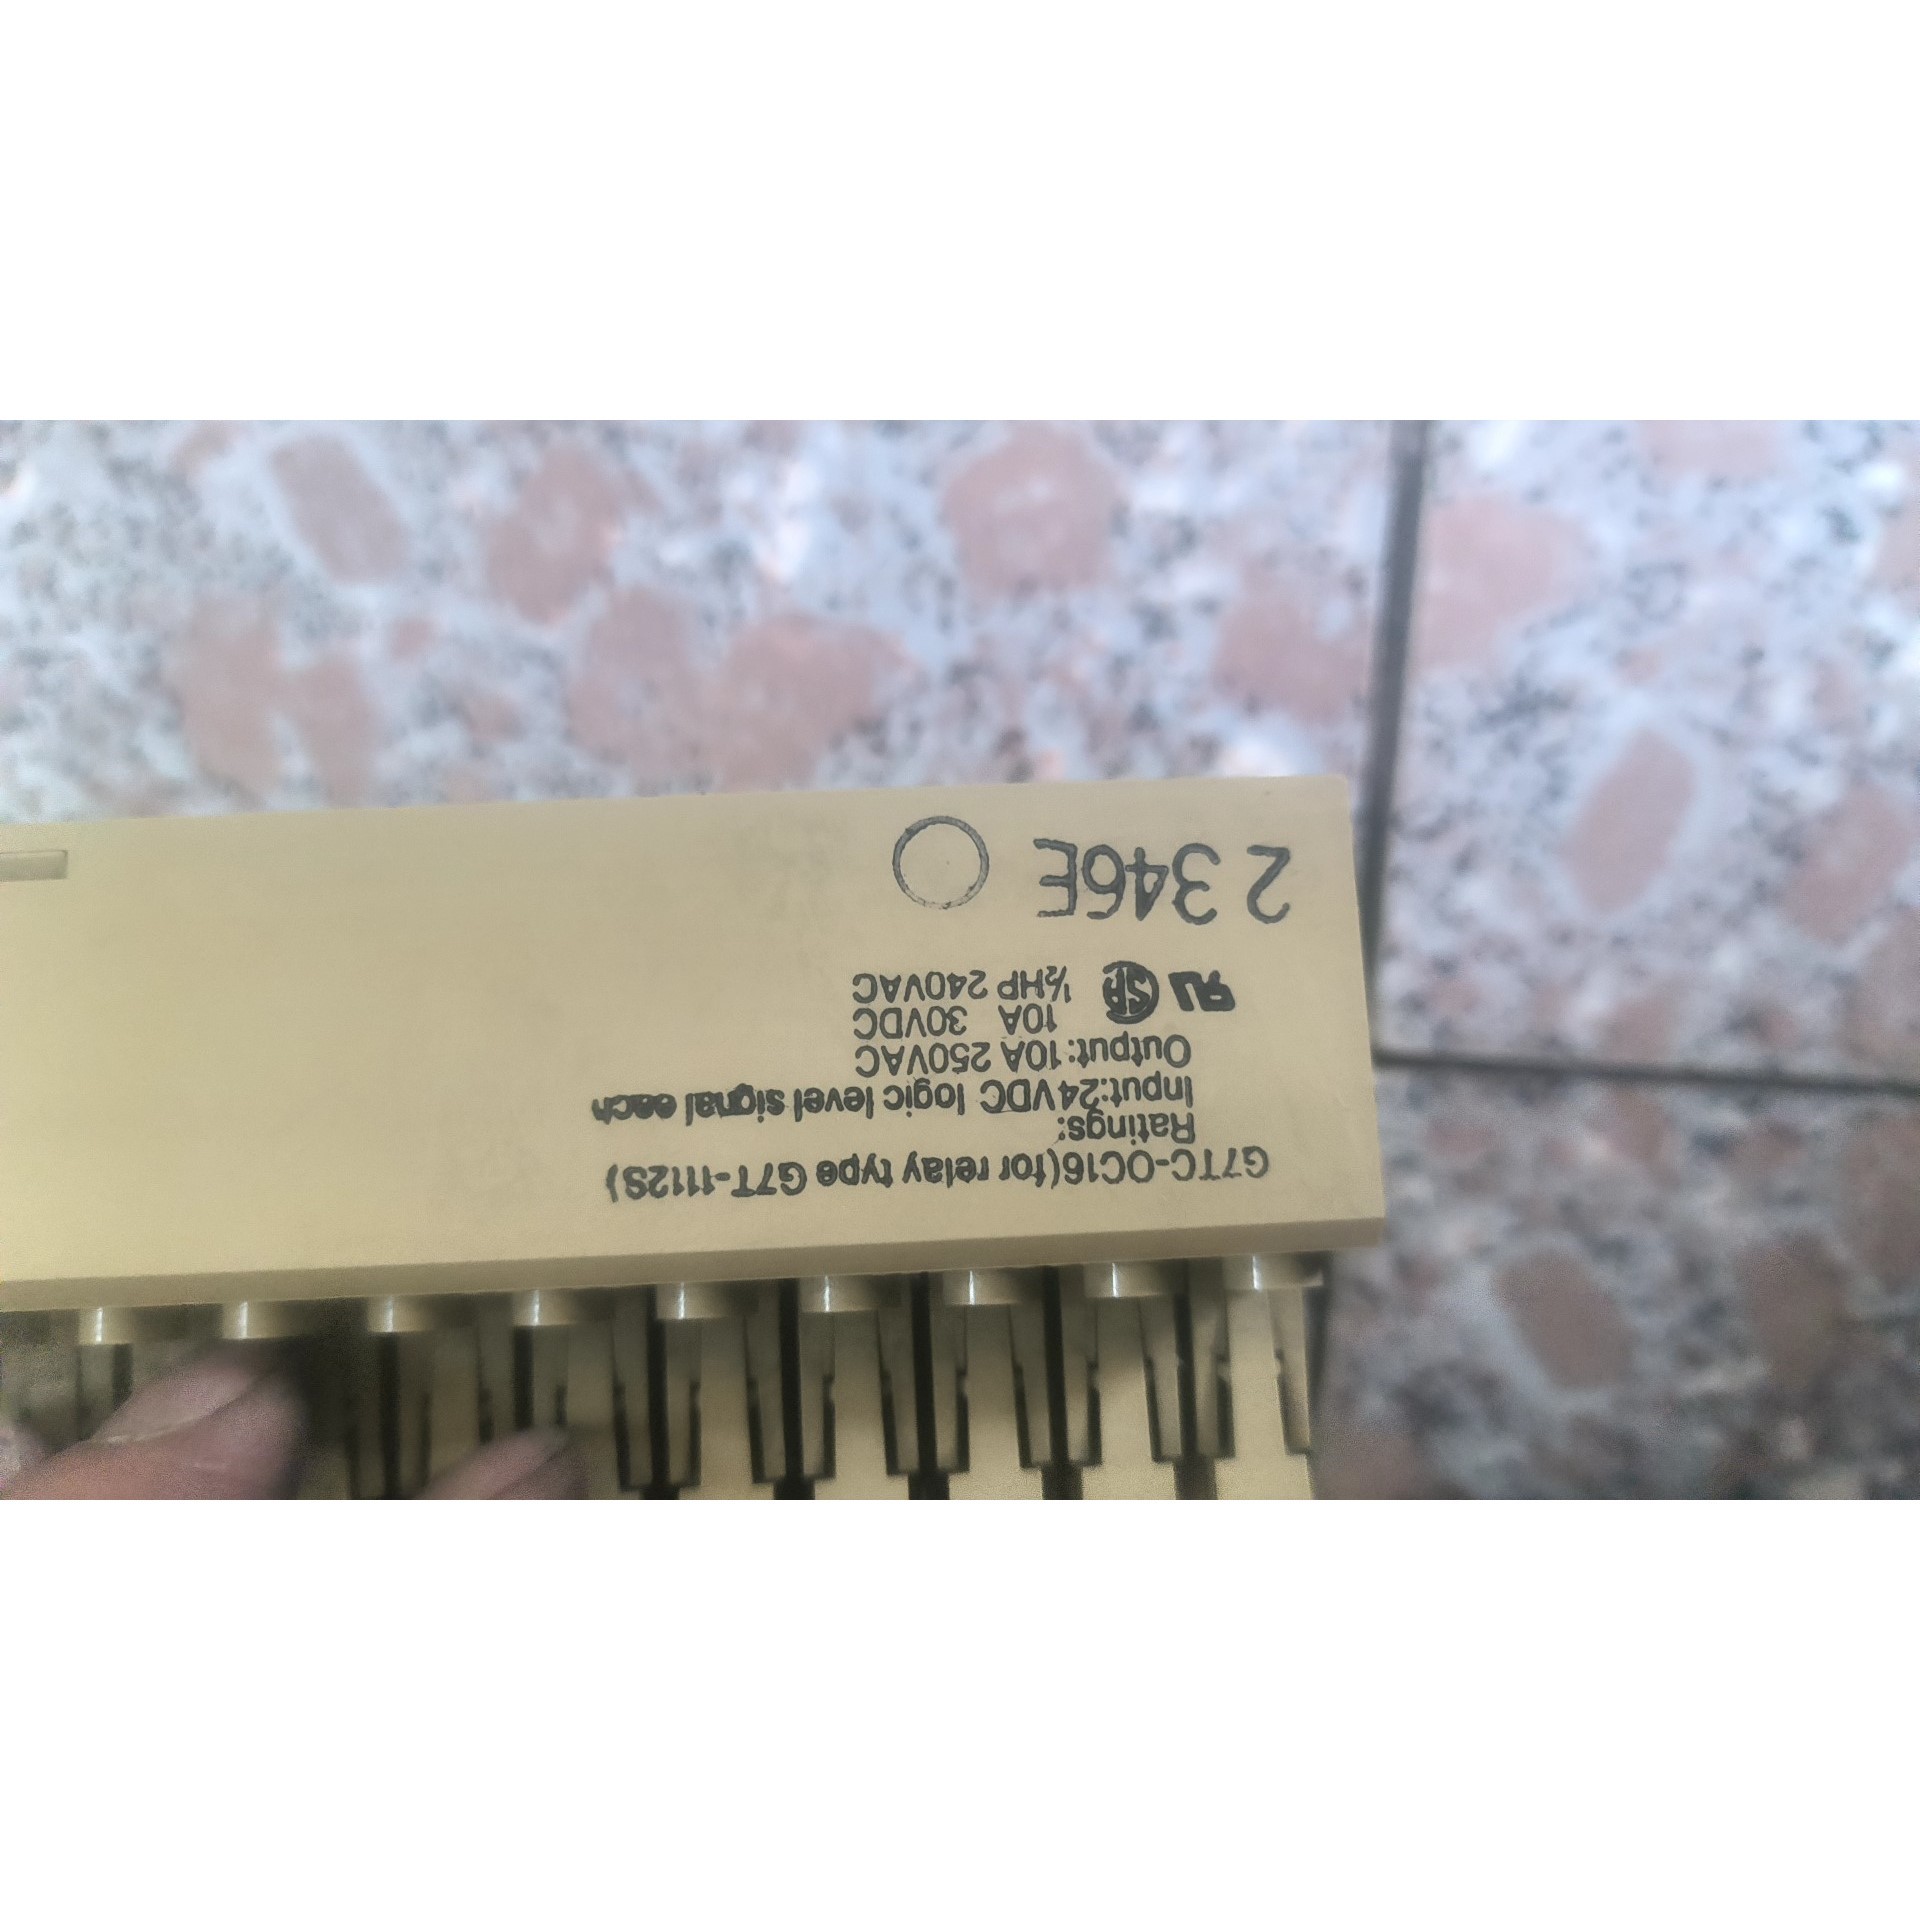 G7TC-OC16(for relay type G7T-1112S)
Ratings:
Input:24VDC logic level signal each
Output:10A 250VAC
10A 30VDC
½HP 240VAC
2 346E